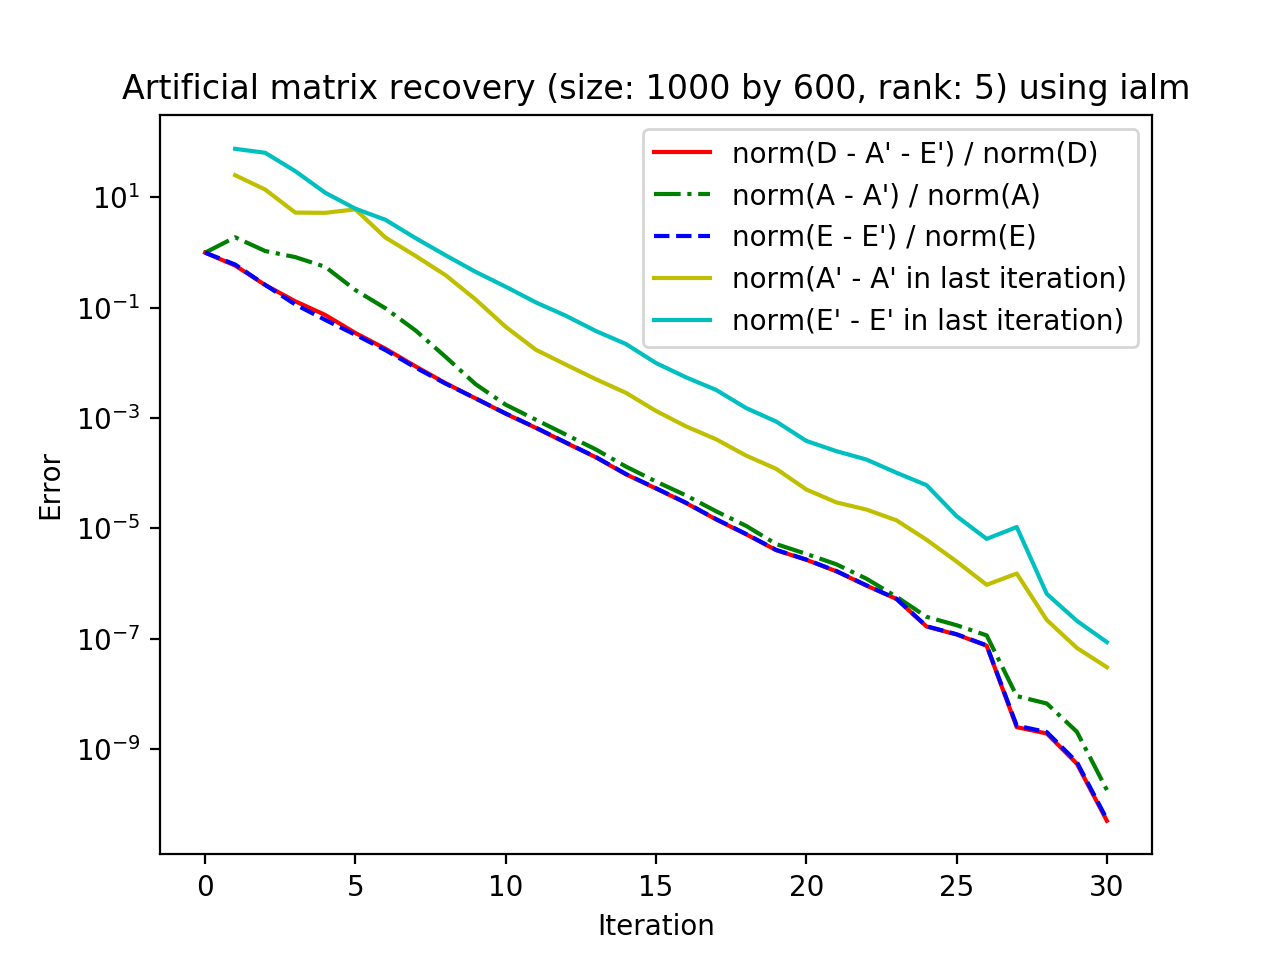 Artificial matrix recovery (size: 1000 by 600, rank: 5) using ialm
norm(D - A' - E') / norm(D)
norm(A - A') / norm(A)
norm(E - E') / norm(E)
norm(A' - A' in last iteration)
norm(E' - E' in last iteration)
Error
10¹
10⁻¹
10⁻³
10⁻⁵
10⁻⁷
10⁻⁹
0 5 10 15 20 25 30
Iteration